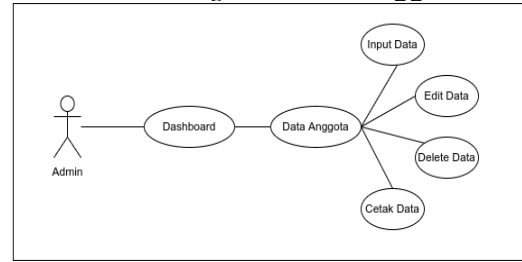 Input Data
Edit Data
Dashboard
Data Anggota
Delete Data
Admin
Cetak Data